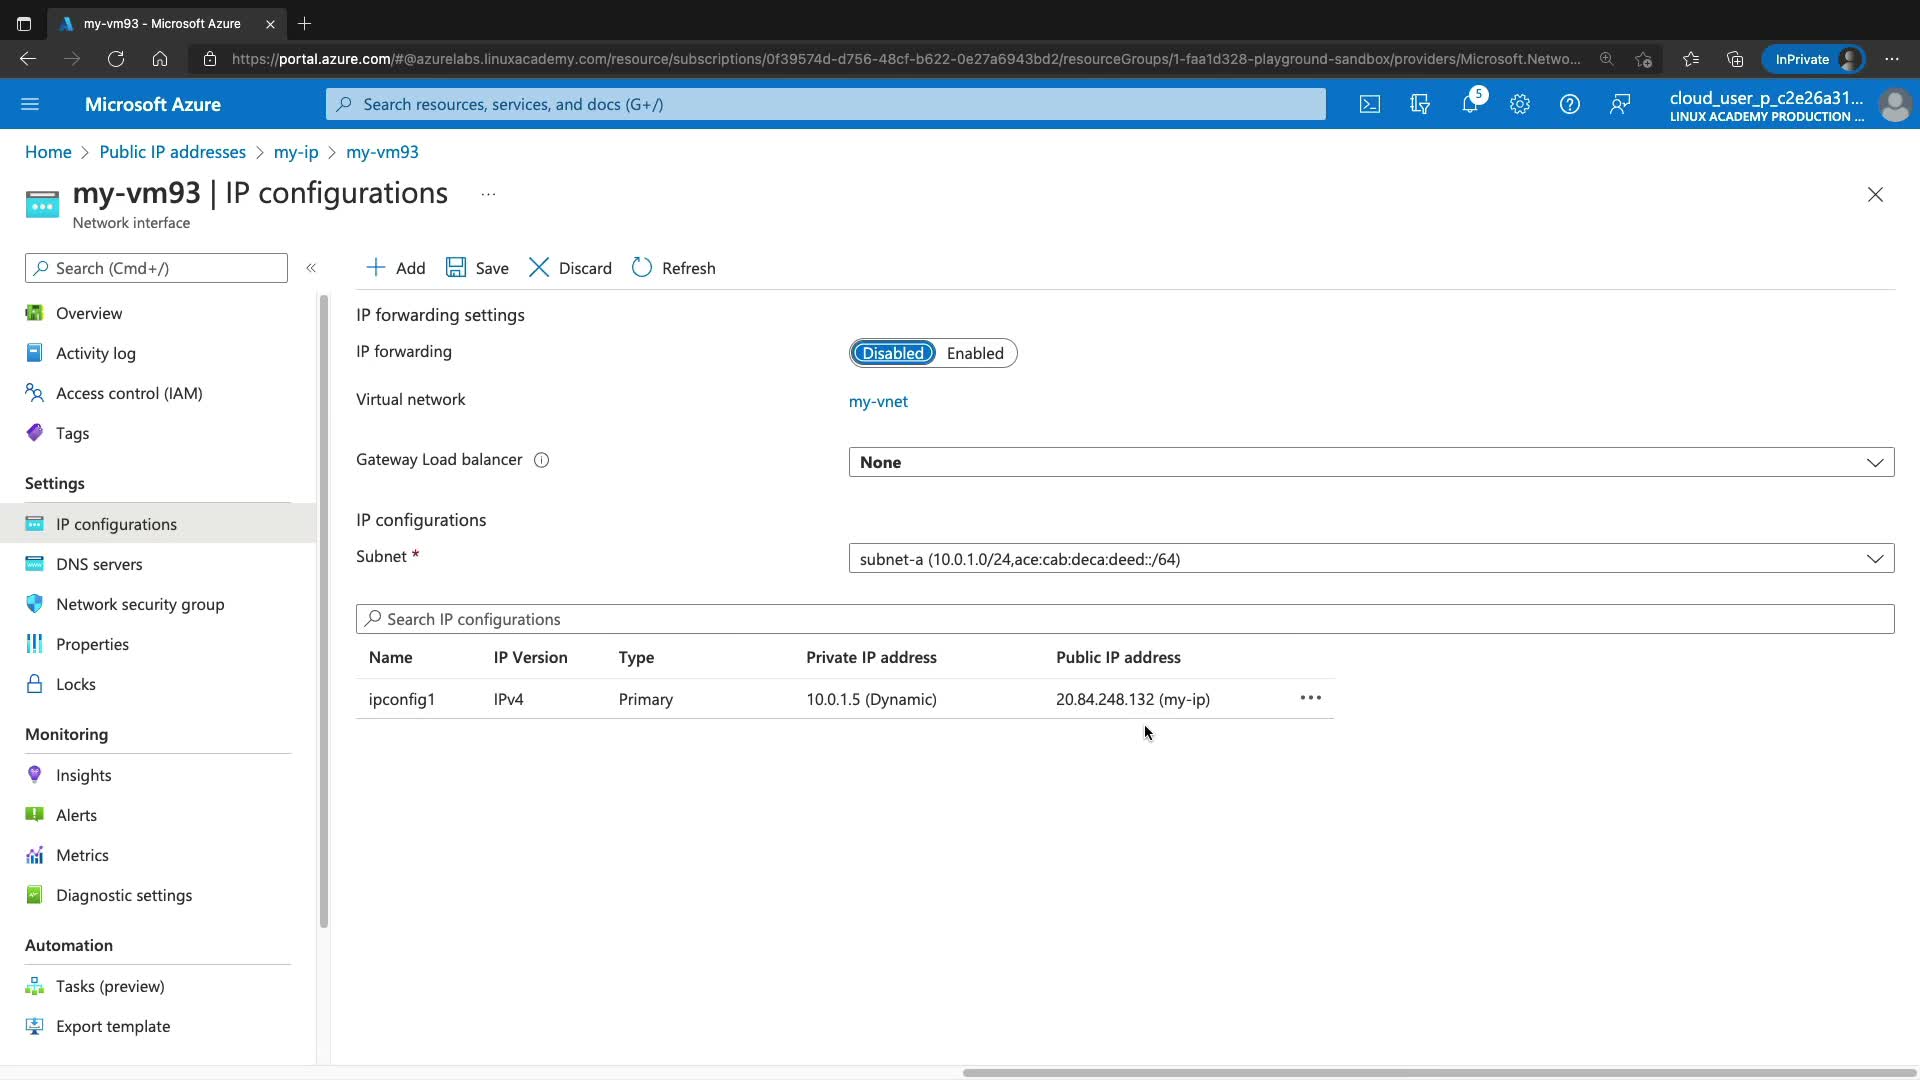 my-vm93 - Microsoft Azure
https://portal.azure.com/#@azurelabs.linuxacademy.com/resource/subscriptions/0f39574d-d756-48cf-b622-0e27a6943bd2/resourceGroups/1-faa1d328-playground-sandbox/providers/Microsoft.Netwo...
InPrivate
Microsoft Azure
Search resources, services, and docs (G+/)
5
cloud_user_p_c2e26a31...
LINUX ACADEMY PRODUCTION ...
Home > Public IP addresses > my-ip > my-vm93
my-vm93 | IP configurations ...
Network interface
Search (Cmd+/)
«
Overview
Activity log
Access control (IAM)
Tags
Settings
IP configurations
DNS servers
Network security group
Properties
Locks
Monitoring
Insights
Alerts
Metrics
Diagnostic settings
Automation
Tasks (preview)
Export template
Add Save Discard Refresh
IP forwarding settings
IP forwarding Disabled Enabled
Virtual network my-vnet
Gateway Load balancer None
IP configurations
Subnet * subnet-a (10.0.1.0/24,ace:cab:deca:deed::/64)
Search IP configurations
Name IP Version Type Private IP address Public IP address
ipconfig1 IPv4 Primary 10.0.1.5 (Dynamic) 20.84.248.132 (my-ip) ...